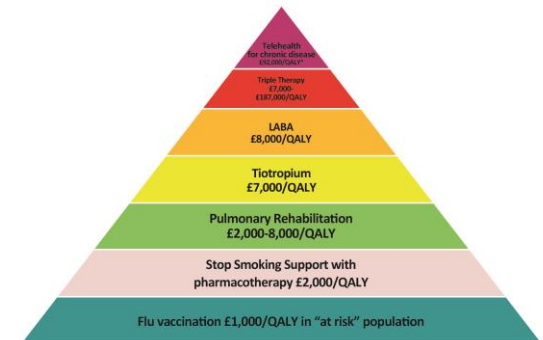 Telehealth
for chronic disease
£92,000/QALY*
Triple Therapy
£7,000-
£187,000/QALY
LABA
£8,000/QALY
Tiotropium
£7,000/QALY
Pulmonary Rehabilitation
£2,000-8,000/QALY
Stop Smoking Support with
pharmacotherapy £2,000/QALY
Flu vaccination £1,000/QALY in “at risk” population